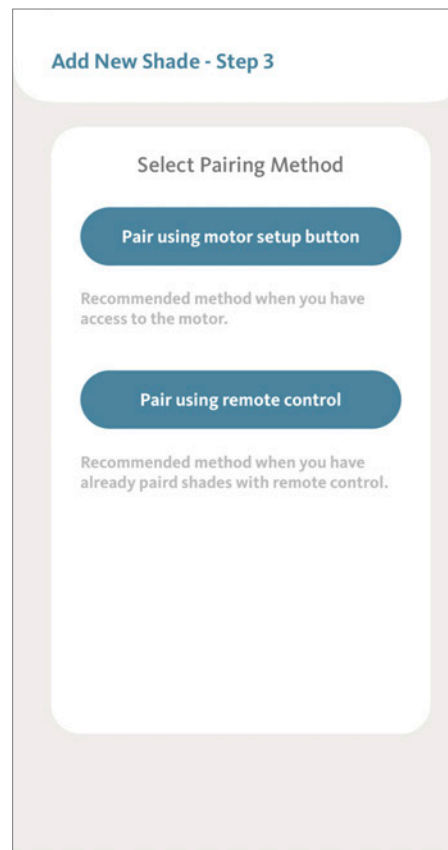 Add New Shade - Step 3
Select Pairing Method
Pair using motor setup button
Recommended method when you have
access to the motor.
Pair using remote control
Recommended method when you have
already paird shades with remote control.